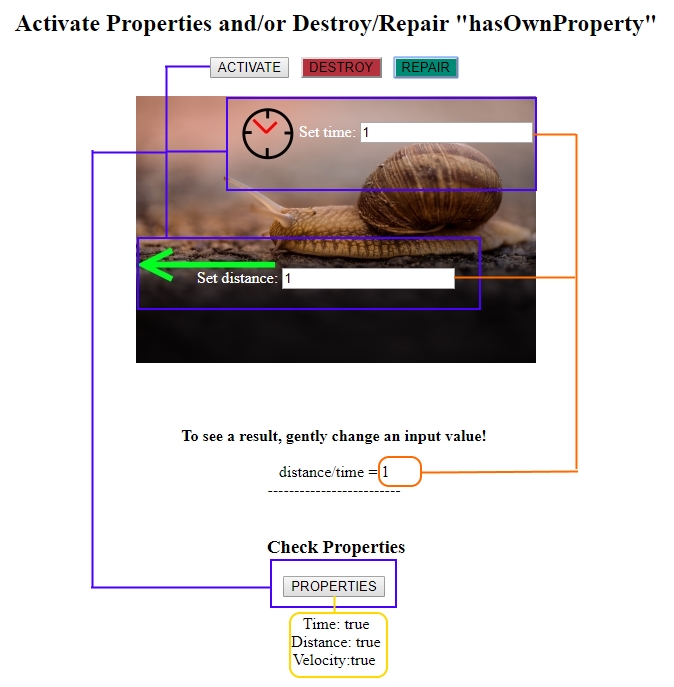 Activate Properties and/or Destroy/Repair "hasOwnProperty"
ACTIVATE DESTROY REPAIR
Set time: 1
Set distance: 1
To see a result, gently change an input value!
distance/time = 1
-------------------------
Check Properties
PROPERTIES
Time: true
Distance: true
Velocity:true